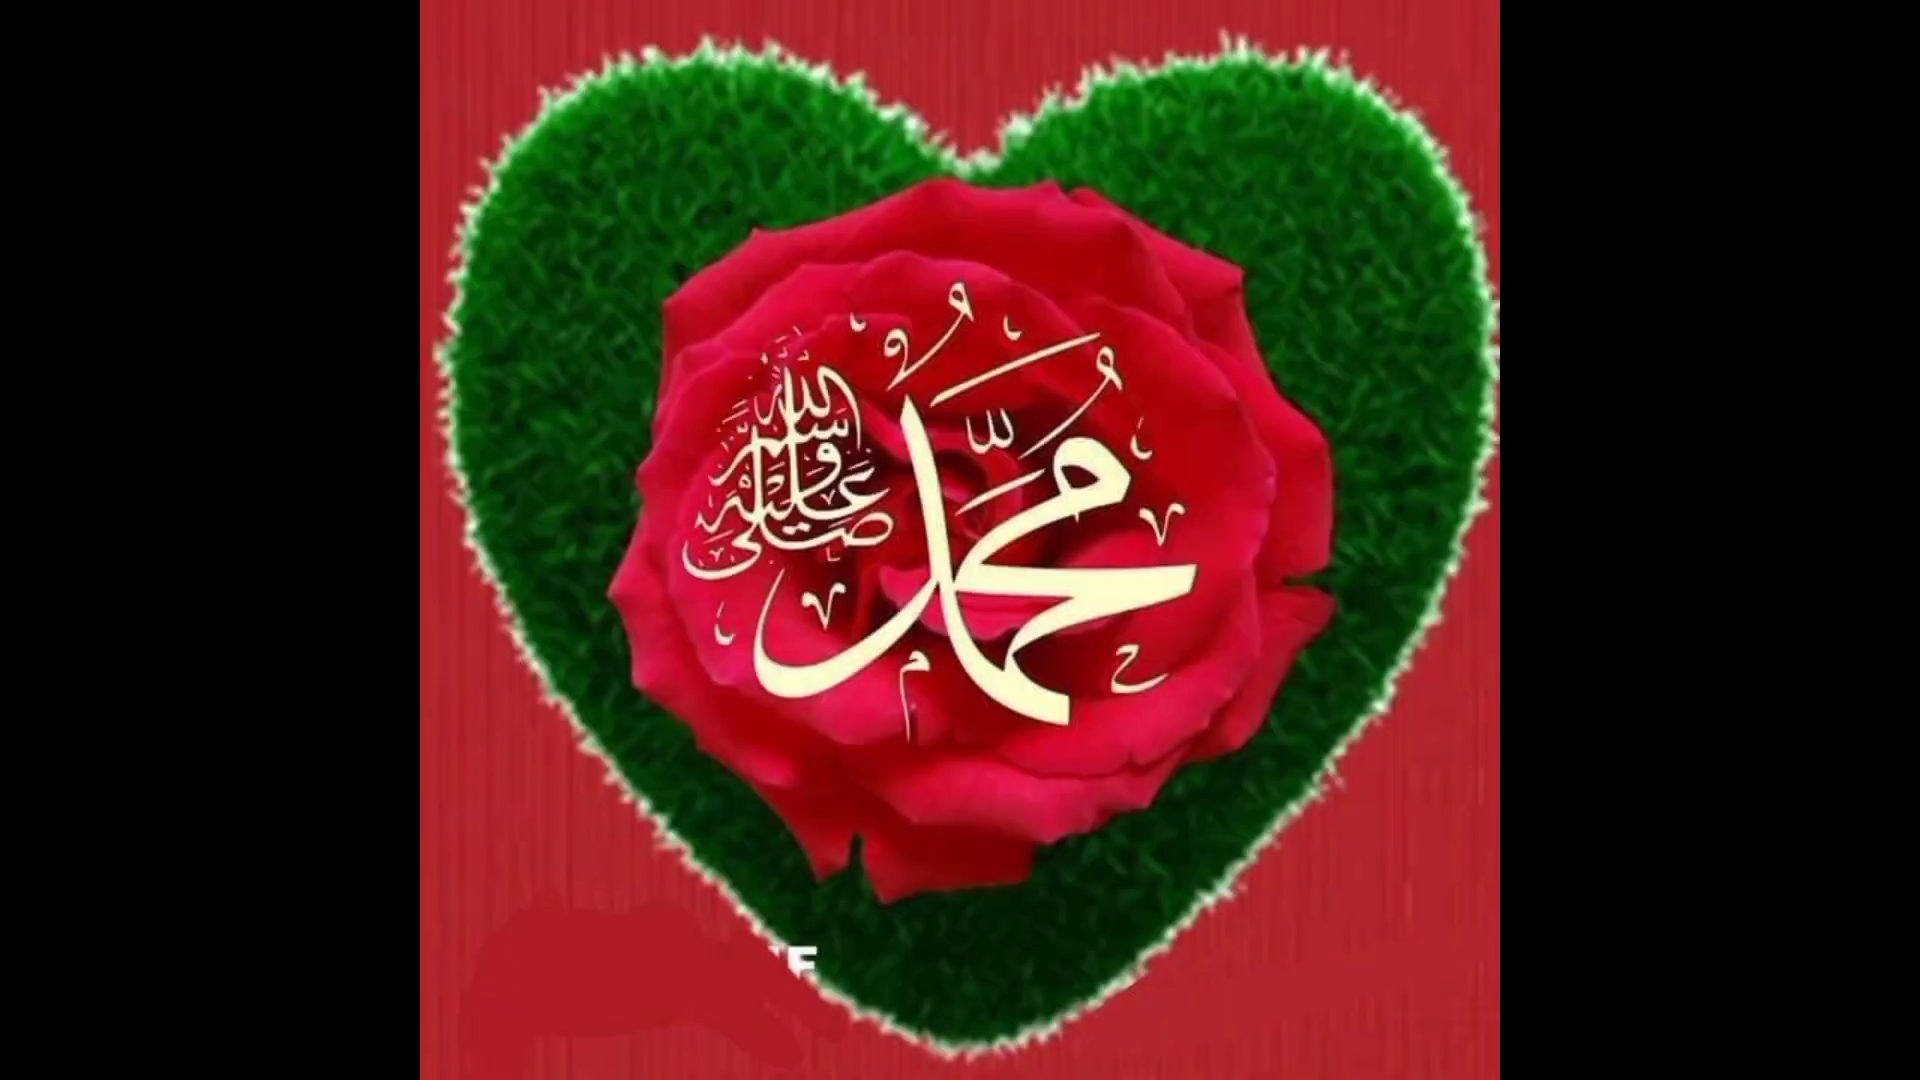 محمد
صلى الله عليه وسلم